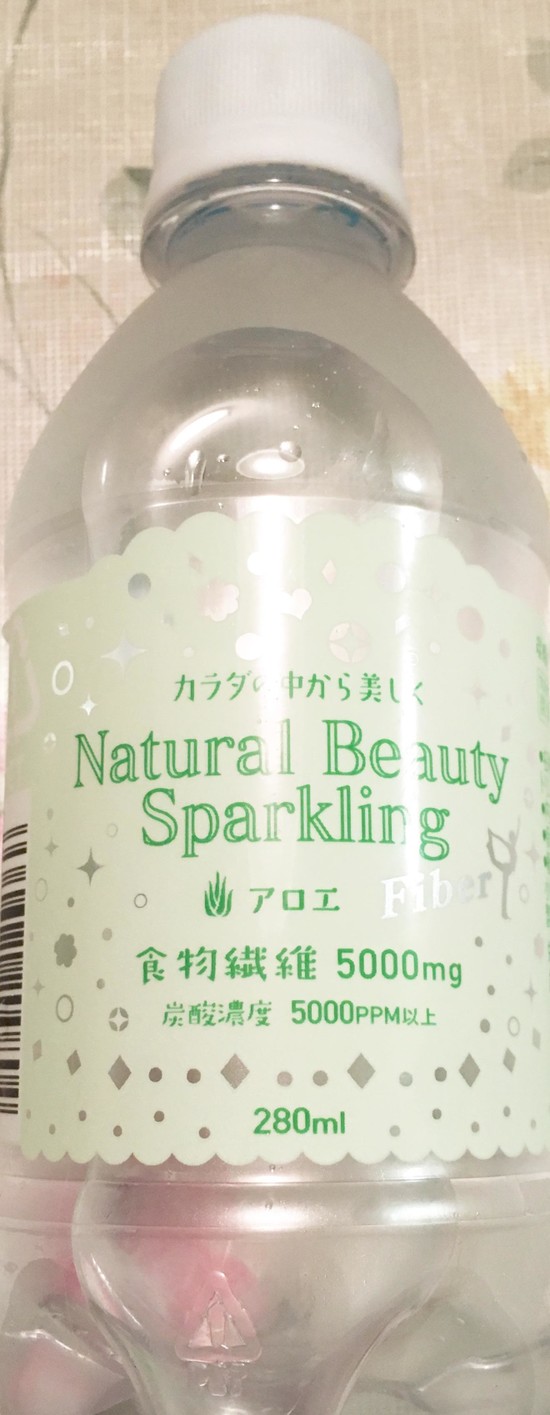 カラダの中から美しく
Natural Beauty
Sparkling
アロエ
Fiber
食物繊維 5000mg
炭酸濃度 5000PPM以上
280ml